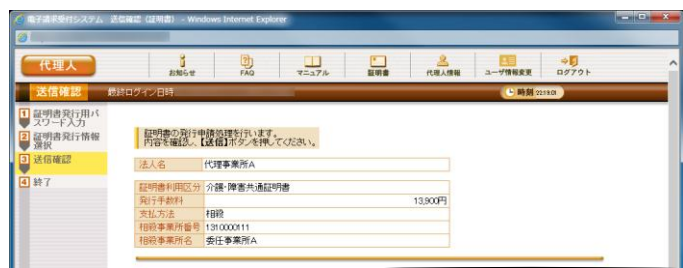 電子請求受付システム 送信確認 (証明書) - Windows Internet Explorer
代理人
お知らせ
FAQ
マニュアル
証明書
代理人情報
ユーザ情報変更
ログアウト
送信確認
最終ログイン日時
時刻 22:19:01
1 証明書発行用パスワード入力
2 証明書発行情報選択
3 送信確認
4 終了
証明書の発行申請処理を行います。
内容を確認し、【送信】ボタンを押してください。
法人名 代理事業所A
証明書利用区分 介護・障害共通証明書
発行手数料 13,900円
支払方法 相殺
相殺事業所番号 1310000111
相殺事業所名 委任事業所A